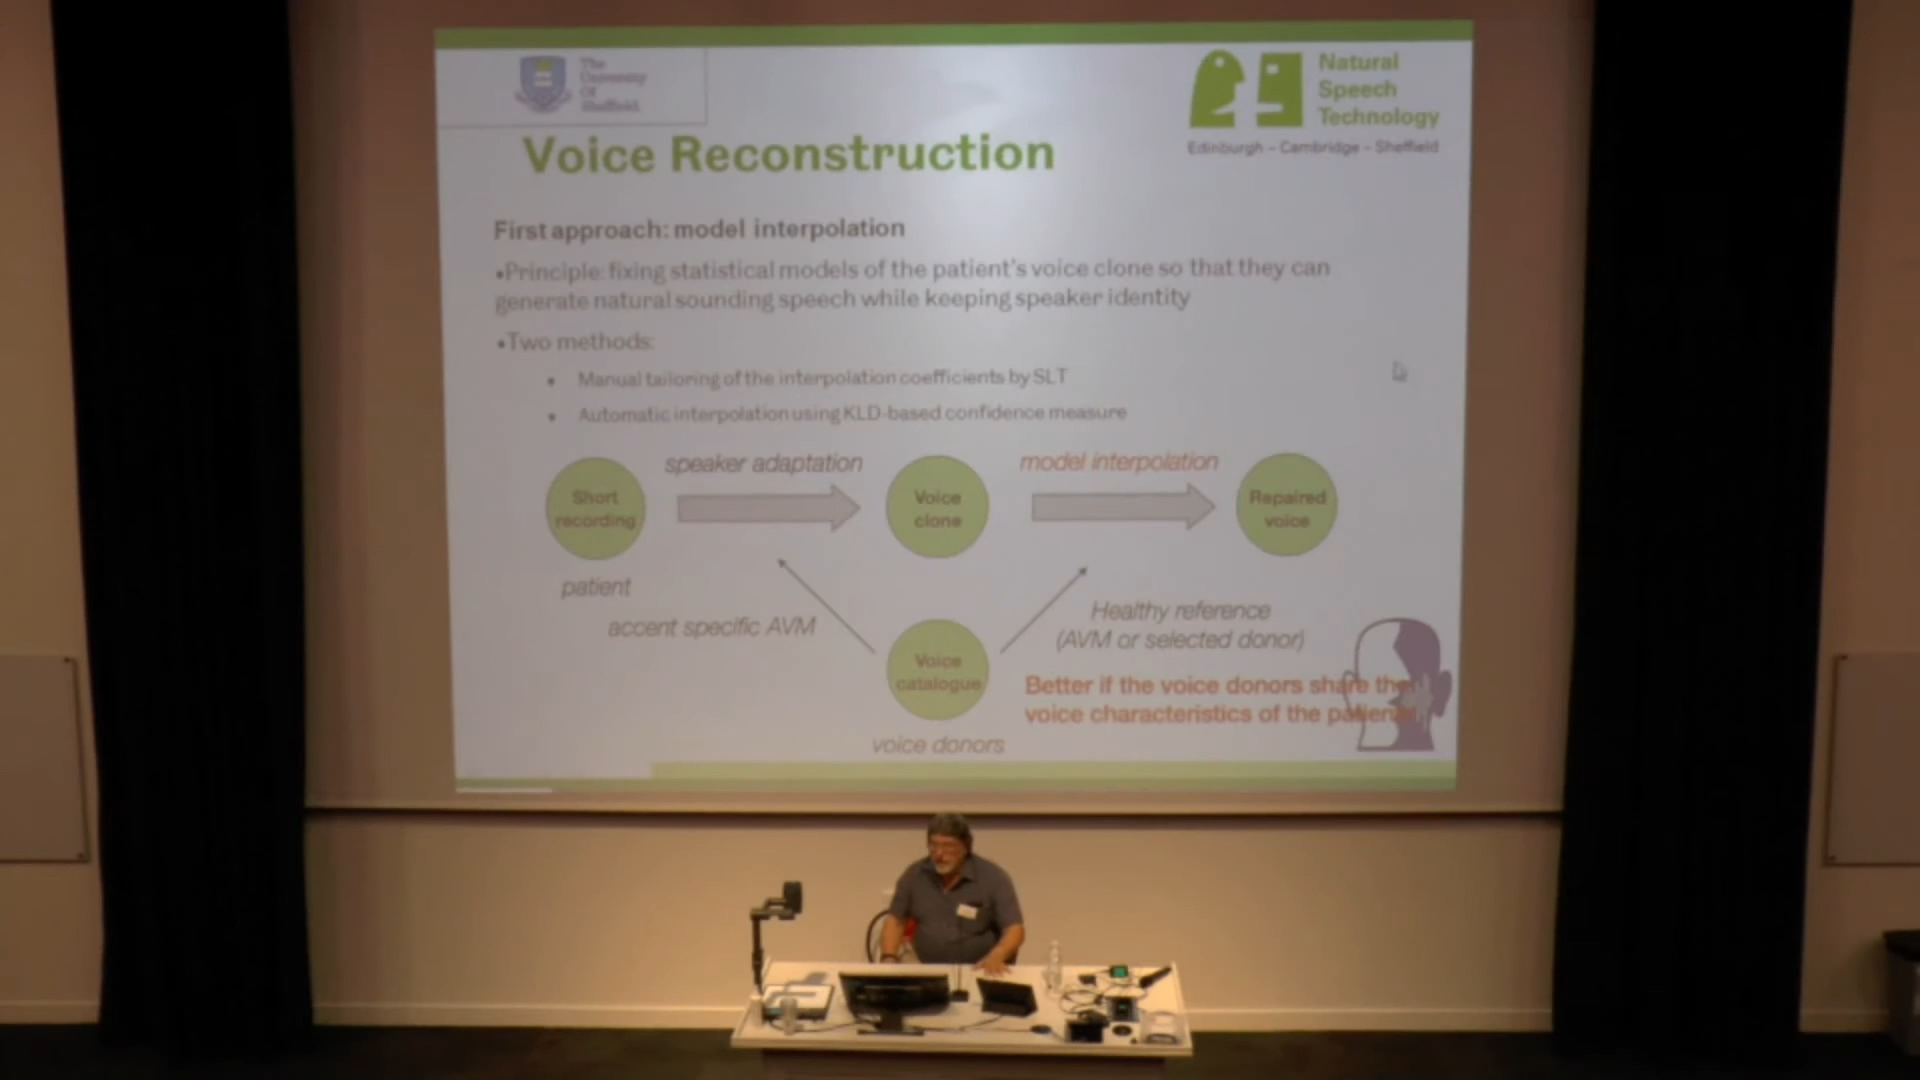 The
University
Of
Sheffield.
Natural
Speech
Technology
Edinburgh – Cambridge – Sheffield
Voice Reconstruction
First approach: model interpolation
•Principle: fixing statistical models of the patient's voice clone so that they can
generate natural sounding speech while keeping speaker identity
•Two methods:
• Manual tailoring of the interpolation coefficients by SLT
• Automatic interpolation using KLD-based confidence measure
speaker adaptation
model interpolation
Short
recording
Voice
clone
Repaired
voice
patient
accent specific AVM
Healthy reference
(AVM or selected donor)
Voice
catalogue
Better if the voice donors share the
voice characteristics of the patient
voice donors